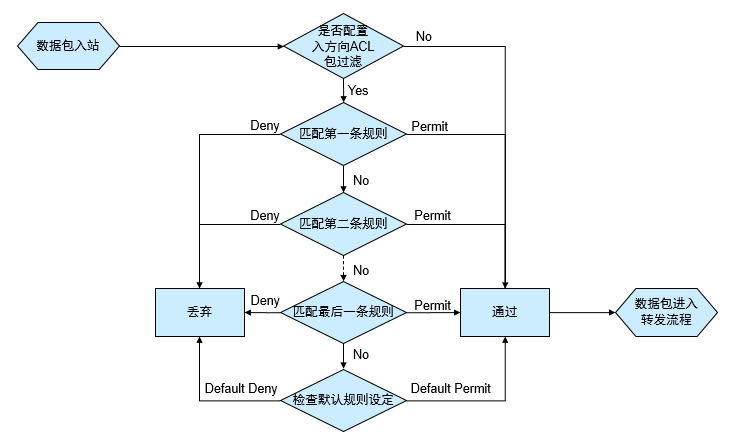 数据包入站
是否配置
入方向ACL
包过滤
No
Yes
Deny
匹配第一条规则
Permit
No
Deny
匹配第二条规则
Permit
No
丢弃
Deny
匹配最后一条规则
Permit
通过
数据包进入
转发流程
No
Default Deny
检查默认规则设定
Default Permit